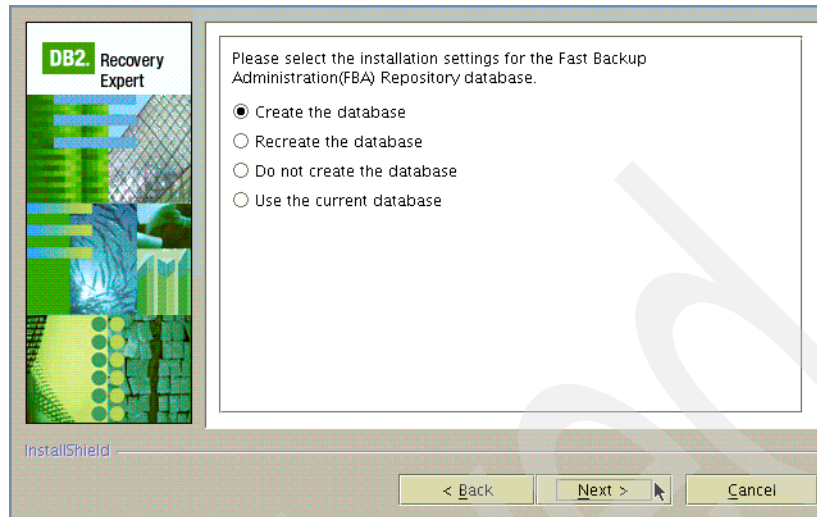 DB2. Recovery
Expert
Please select the installation settings for the Fast Backup
Administration(FBA) Repository database.
Create the database
Recreate the database
Do not create the database
Use the current database
InstallShield
< Back
Next >
Cancel